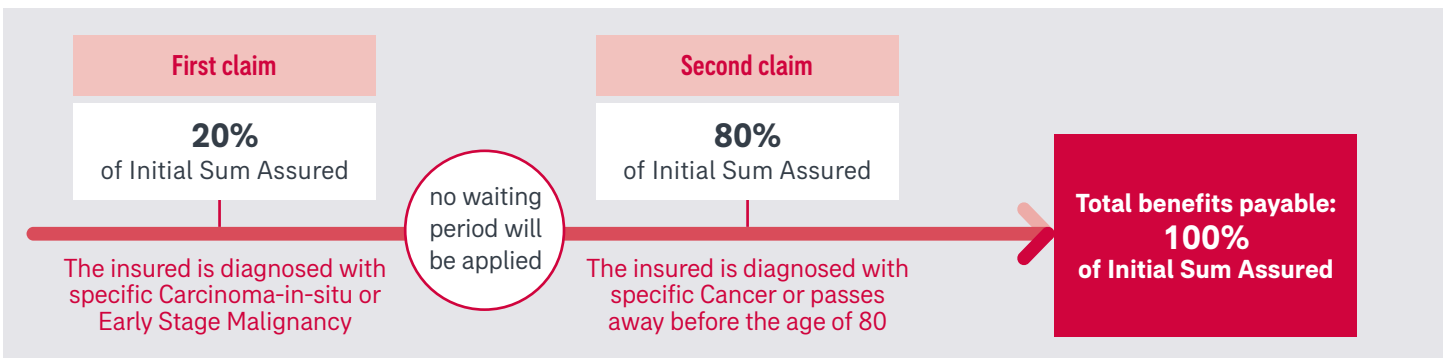 First claim
20%
of Initial Sum Assured
The insured is diagnosed with
specific Carcinoma-in-situ or
Early Stage Malignancy
no waiting
period will
be applied
Second claim
80%
of Initial Sum Assured
The insured is diagnosed with
specific Cancer or passes
away before the age of 80
Total benefits payable:
100%
of Initial Sum Assured